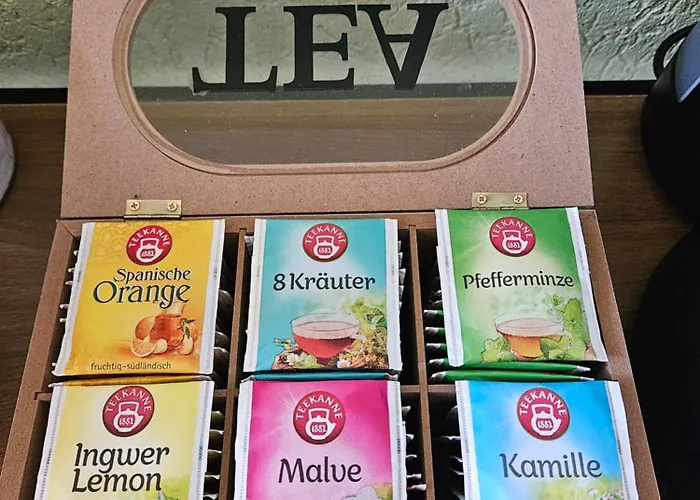 TEA
TEEKANNE
1882
Spanische
Orange
fruchtig-südländisch
TEEKANNE
1882
8 Kräuter
TEEKANNE
1882
Pfefferminze
TEEKANNE
1882
Ingwer
Lemon
TEEKANNE
1882
Malve
TEEKANNE
1882
Kamille